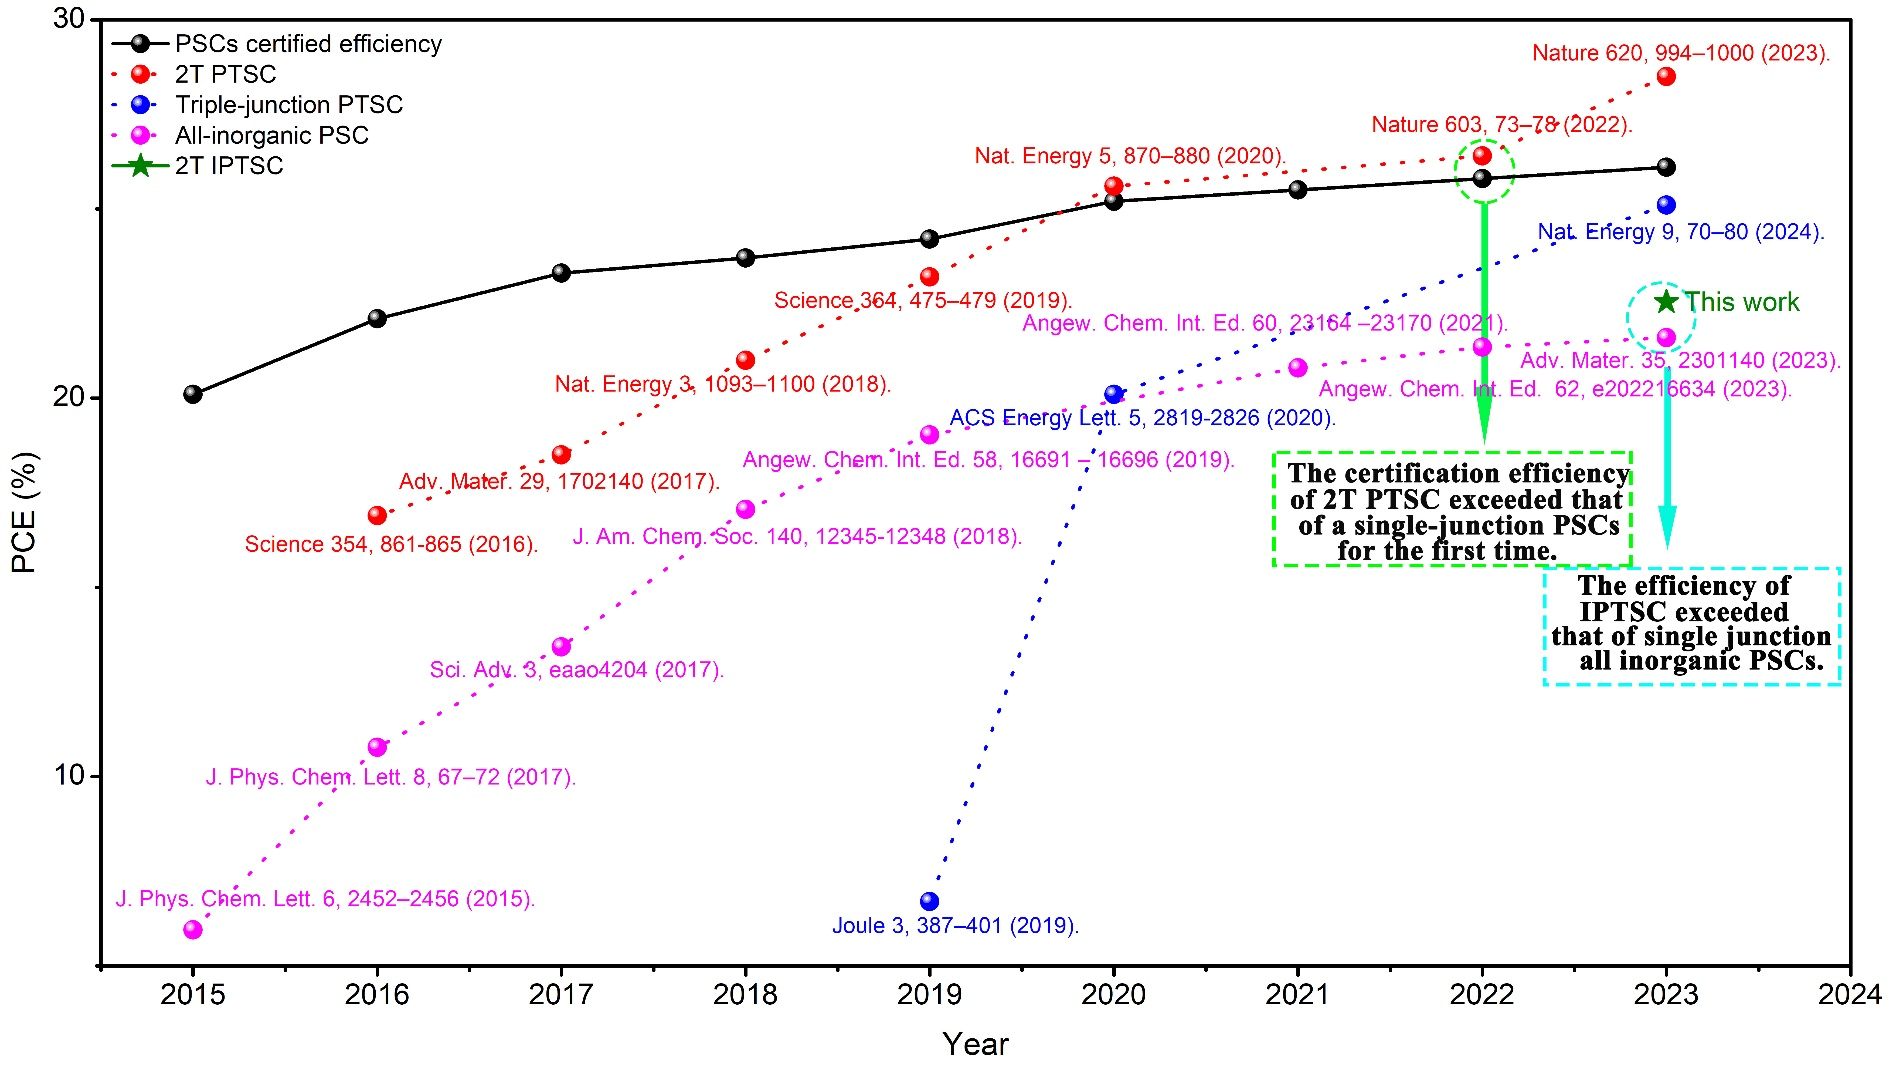 30
PSCs certified efficiency
2T PTSC
Triple-junction PTSC
All-inorganic PSC
2T IPTSC
Nature 620, 994–1000 (2023).
Nature 603, 73–78 (2022).
Nat. Energy 5, 870–880 (2020).
Nat. Energy 9, 70–80 (2024).
Science 364, 475–479 (2019).
This work
Angew. Chem. Int. Ed. 60, 23164 –23170 (2021).
Adv. Mater. 35, 2301140 (2023).
Nat. Energy 3, 1093–1100 (2018).
Angew. Chem. Int. Ed. 62, e202216634 (2023).
20
ACS Energy Lett. 5, 2819-2826 (2020).
Angew. Chem. Int. Ed. 58, 16691 – 16696 (2019).
Adv. Mater. 29, 1702140 (2017).
The certification efficiency
of 2T PTSC exceeded that
of a single-junction PSCs
for the first time.
Science 354, 861-865 (2016).
J. Am. Chem. Soc. 140, 12345-12348 (2018).
PCE (%)
The efficiency of
IPTSC exceeded
that of single junction
all inorganic PSCs.
Sci. Adv. 3, eaao4204 (2017).
10
J. Phys. Chem. Lett. 8, 67–72 (2017).
J. Phys. Chem. Lett. 6, 2452–2456 (2015).
Joule 3, 387–401 (2019).
2015 2016 2017 2018 2019 2020 2021 2022 2023 2024
Year